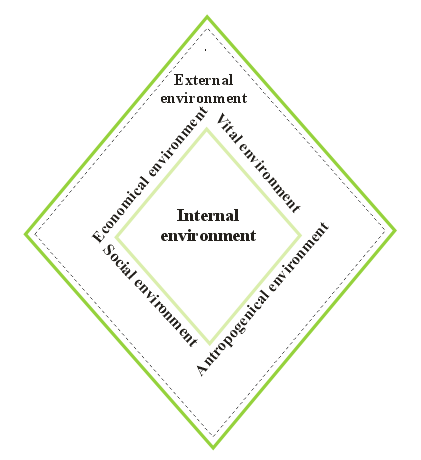 External
environment
Economical environment
Vital environment
Internal
environment
Social environment
Antropogenical environment